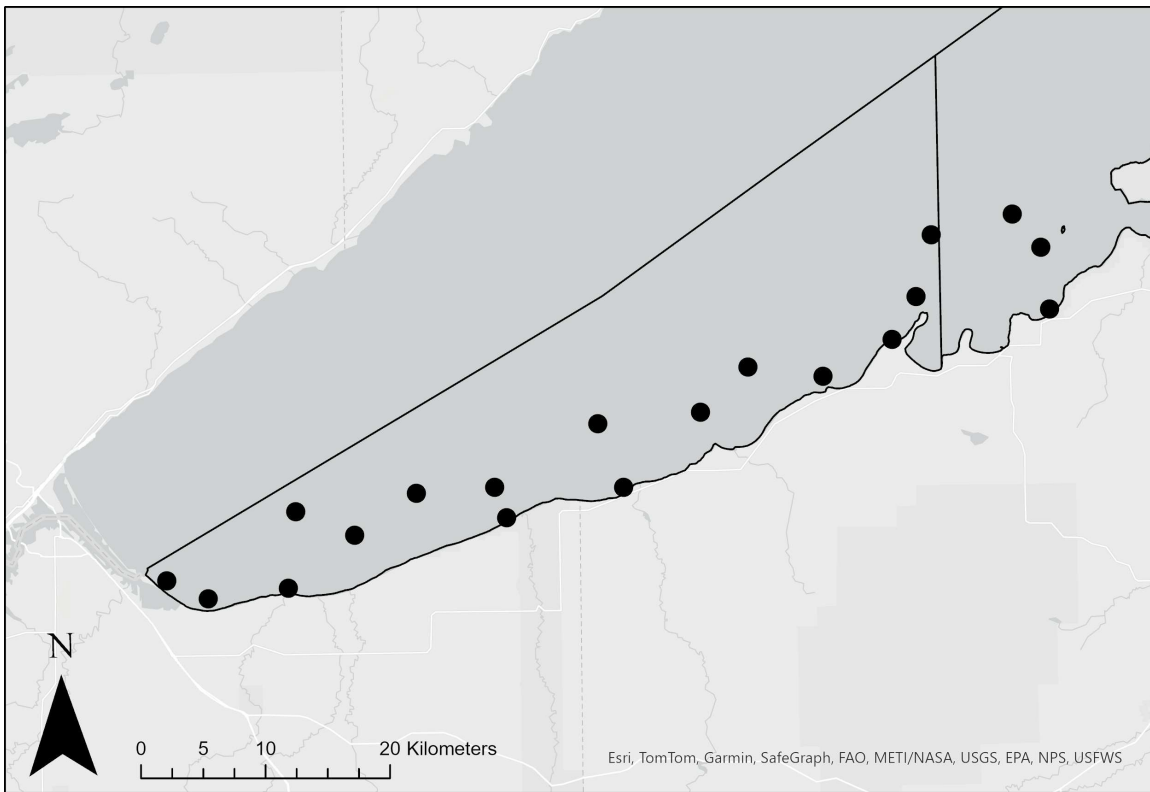 N
0 5 10 20 Kilometers
Esri, TomTom, Garmin, SafeGraph, FAO, METI/NASA, USGS, EPA, NPS, USFWS